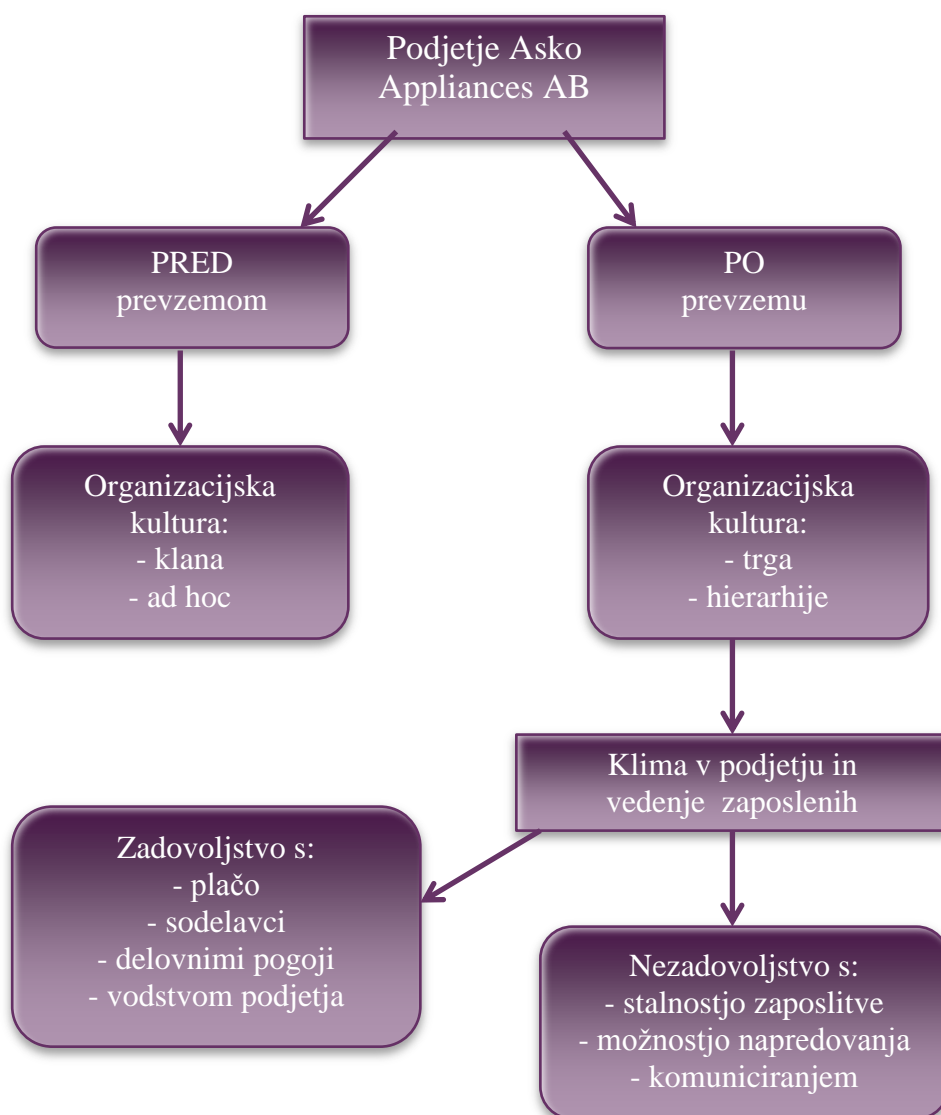 Podjetje Asko
Appliances AB
PRED
prevzemom
PO
prevzemu
Organizacijska
kultura:
- klana
- ad hoc
Organizacijska
kultura:
- trga
- hierarhije
Klima v podjetju in
vedenje zaposlenih
Zadovoljstvo s:
- plačo
- sodelavci
- delovnimi pogoji
- vodstvom podjetja
Nezadovoljstvo s:
- stalnostjo zaposlitve
- možnostjo napredovanja
- komuniciranjem